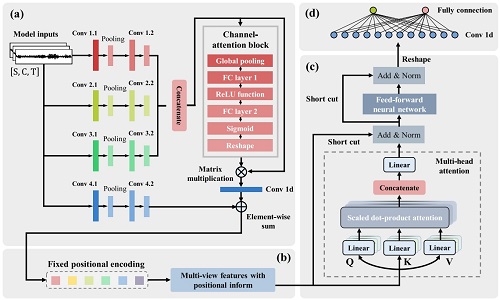 (a)
Model inputs
[S, C, T]
Conv 1.1
Pooling
Conv 1.2
Conv 2.1
Pooling
Conv 2.2
Conv 3.1
Pooling
Conv 3.2
Conv 4.1
Pooling
Conv 4.2
Concatenate
Channel-
attention block
Global pooling
FC layer 1
ReLU function
FC layer 2
Sigmoid
Reshape
Matrix
multiplication
Conv 1d
Element-wise
sum
(b)
Fixed positional encoding
Multi-view features with
positional inform
(c)
Reshape
Add & Norm
Short cut
Feed-forward
neural network
Add & Norm
Short cut
Multi-head
attention
Linear
Concatenate
Scaled dot-product attention
Linear
Linear
Linear
Q
K
V
(d)
Fully connection
Conv 1d